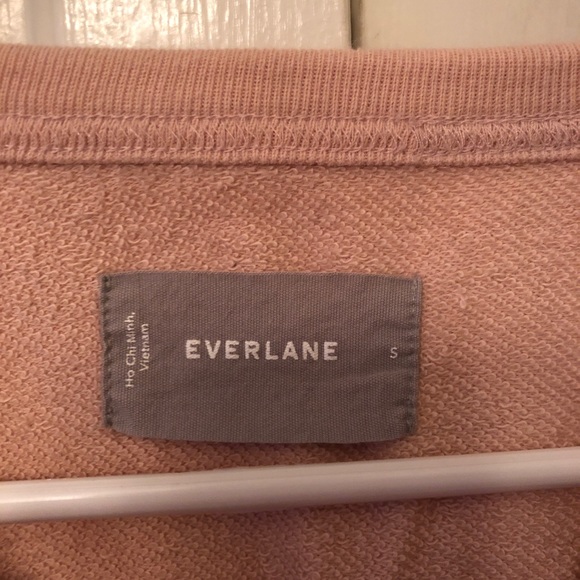 Ho Chi Minh,
Vietnam
EVERLANE
S